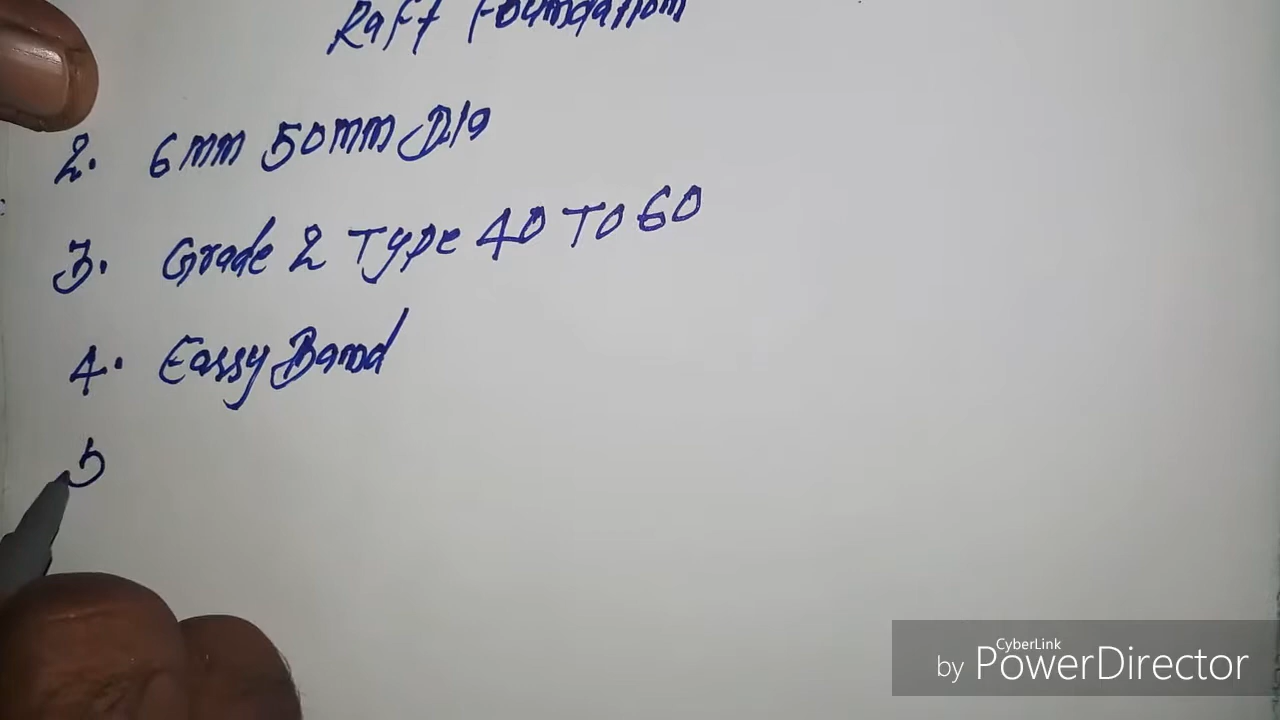 Raft Foundation
2. 6mm 50mm Dia
3. Grade 2 Type 40 To 60
4. Eassy Band
5
CyberLink
by PowerDirector